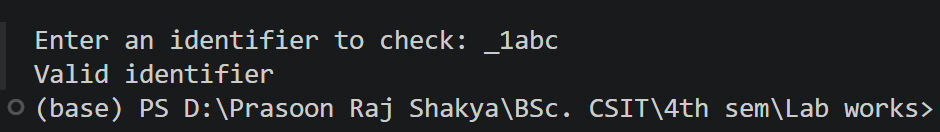 Enter an identifier to check: _1abc
Valid identifier
(base) PS D:\Prasoon Raj Shakya\BSc. CSIT\4th sem\Lab works>